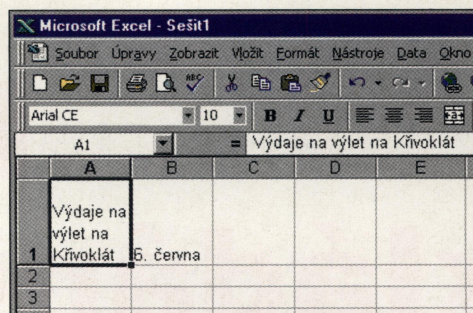 Microsoft Excel - Sešit1
Soubor Úpravy Zobrazit Vložit Formát Nástroje Data Okno
Arial CE 10 B I U
A1 = Výdaje na výlet na Křivoklát
A B C D E
Výdaje na
výlet na
1 Křivoklát 6. června
2
3